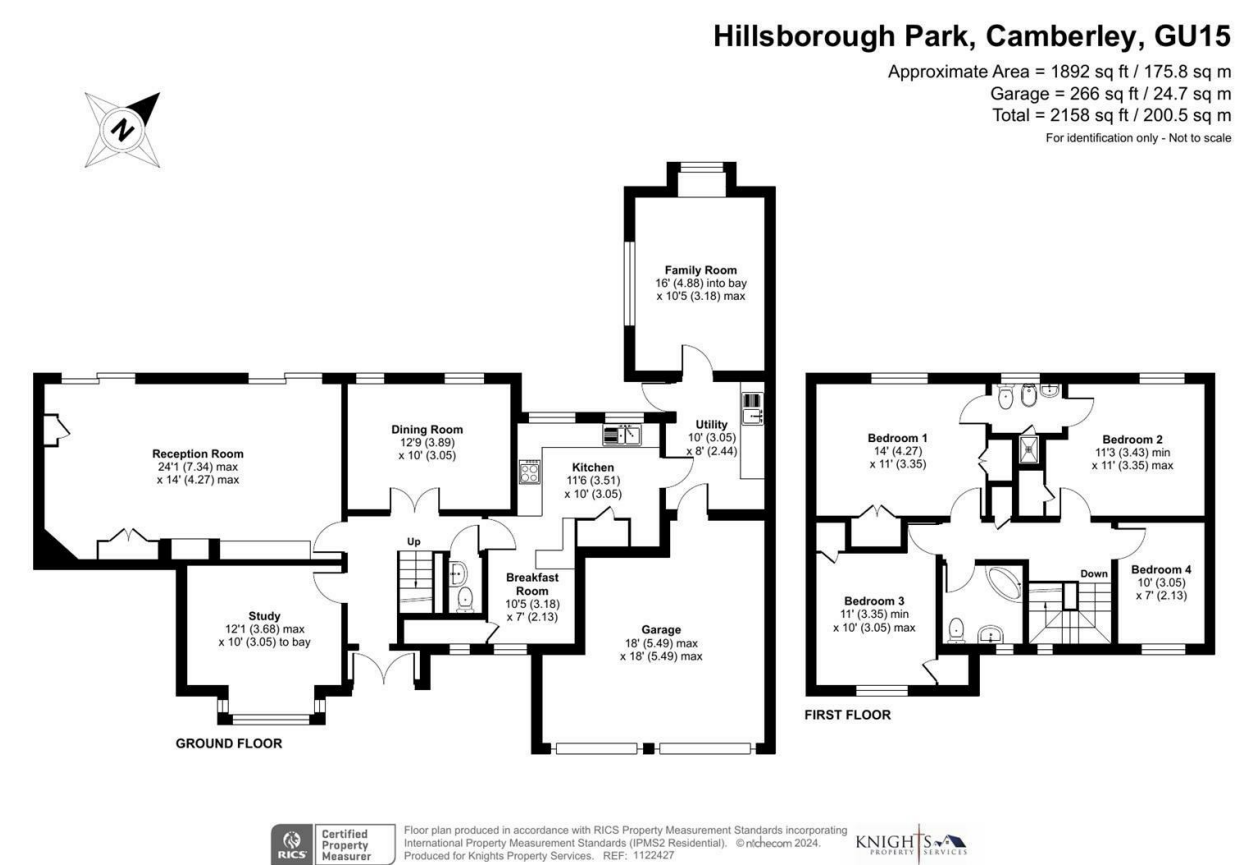 Hillsborough Park, Camberley, GU15
Approximate Area = 1892 sq ft / 175.8 sq m
Garage = 266 sq ft / 24.7 sq m
Total = 2158 sq ft / 200.5 sq m
For identification only - Not to scale
N
Family Room
16' (4.88) into bay
x 10'5 (3.18) max
Reception Room
24'1 (7.34) max
x 14' (4.27) max
Dining Room
12'9 (3.89)
x 10' (3.05)
Kitchen
11'6 (3.51)
x 10' (3.05)
Utility
10' (3.05)
x 8' (2.44)
Up
Breakfast
Room
10'5 (3.18)
x 7' (2.13)
Study
12'1 (3.68) max
x 10' (3.05) to bay
Garage
18' (5.49) max
x 18' (5.49) max
GROUND FLOOR
Bedroom 1
14' (4.27)
x 11' (3.35)
Bedroom 2
11'3 (3.43) min
x 11' (3.35) max
Bedroom 3
11' (3.35) min
x 10' (3.05) max
Down
Bedroom 4
10' (3.05)
x 7' (2.13)
FIRST FLOOR
RICS
Certified
Property
Measurer
Floor plan produced in accordance with RICS Property Measurement Standards incorporating
International Property Measurement Standards (IPMS2 Residential). © nichecom 2024.
Produced for Knights Property Services. REF: 1122427
KNIGHTS
PROPERTY SERVICES